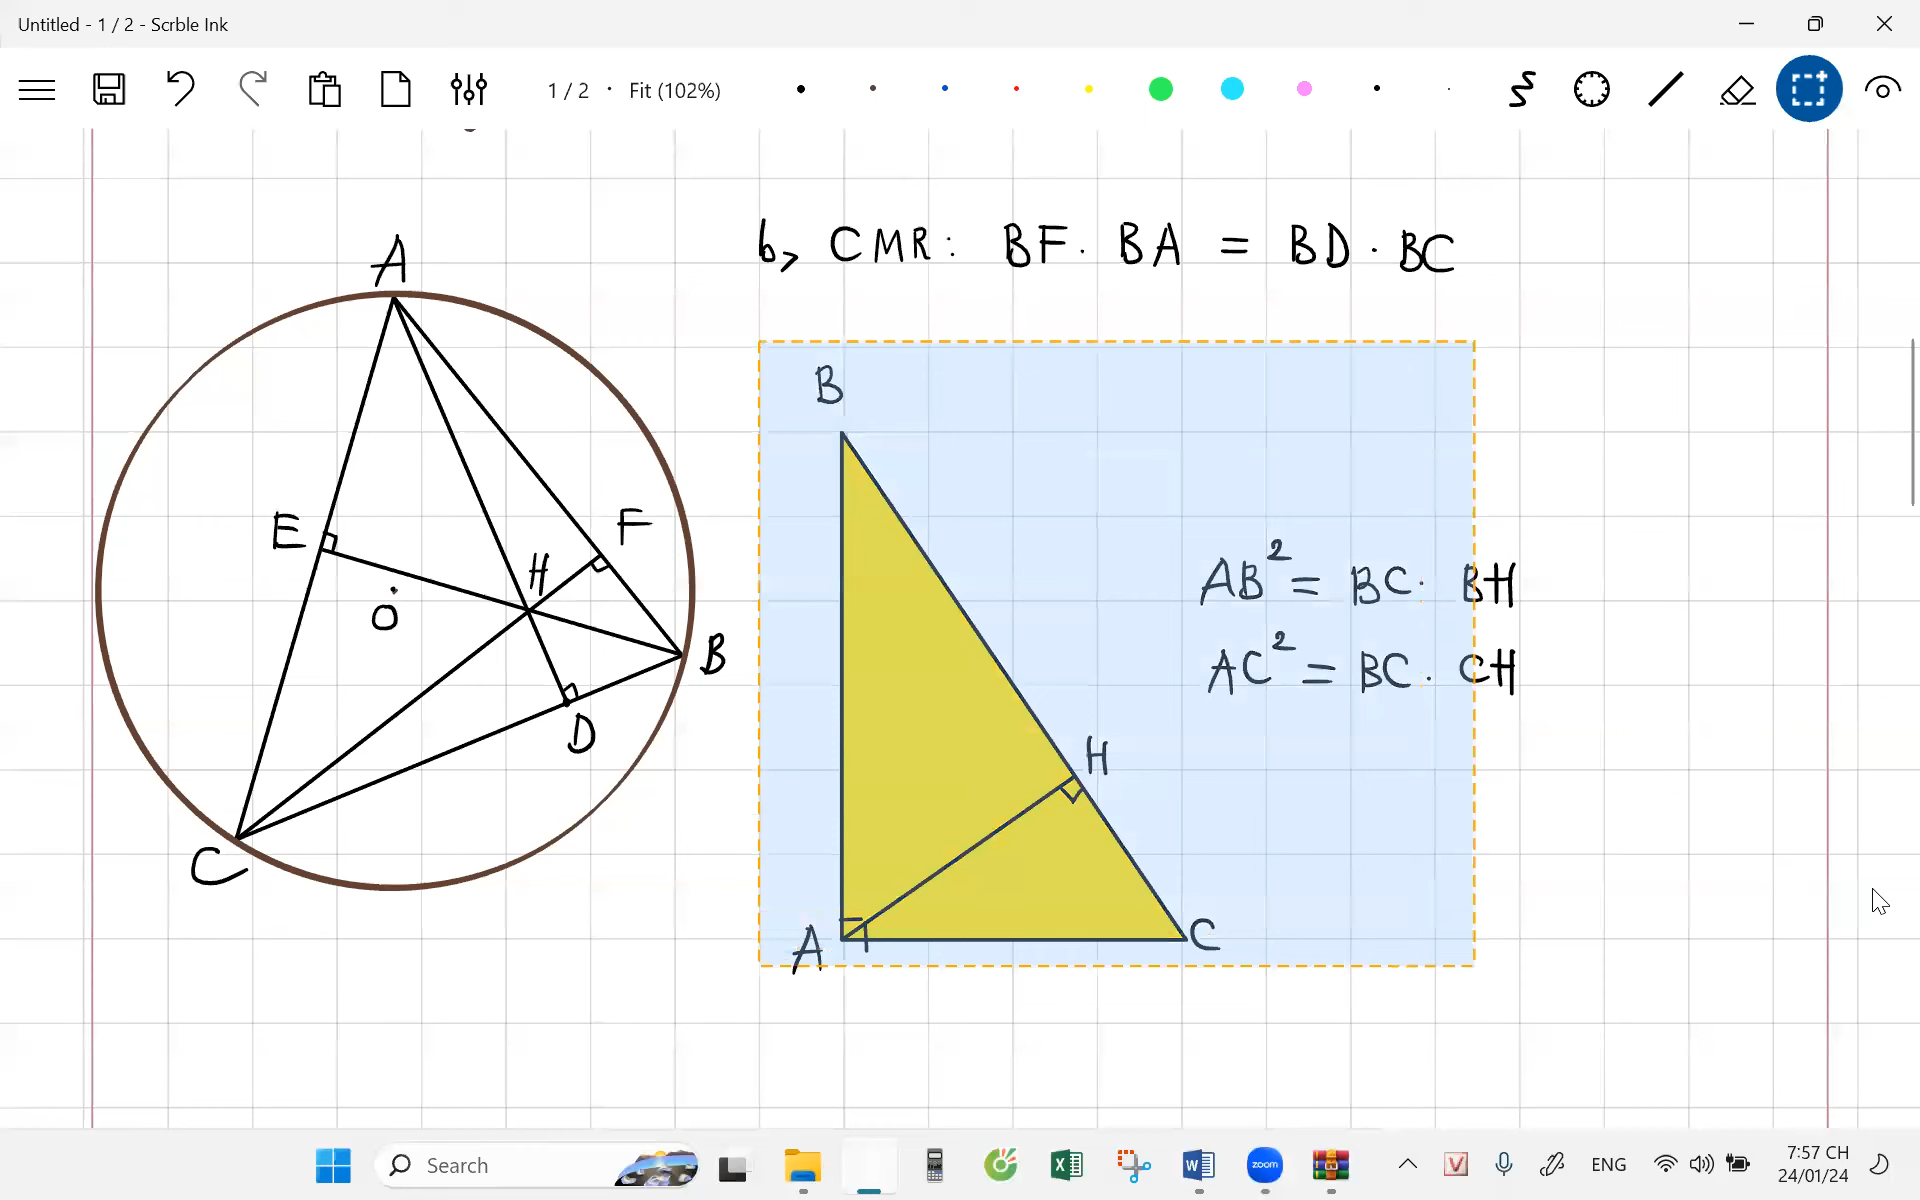 Untitled - 1 / 2 - Scrble Ink
1 / 2 · Fit (102%)
b, CMR: BF. BA = BD . BC
A
B
E
F
H
O
B
D
C
AB² = BC. BH
AC² = BC. CH
H
A
C
Search
zoom
ENG
7:57 CH
24/01/24